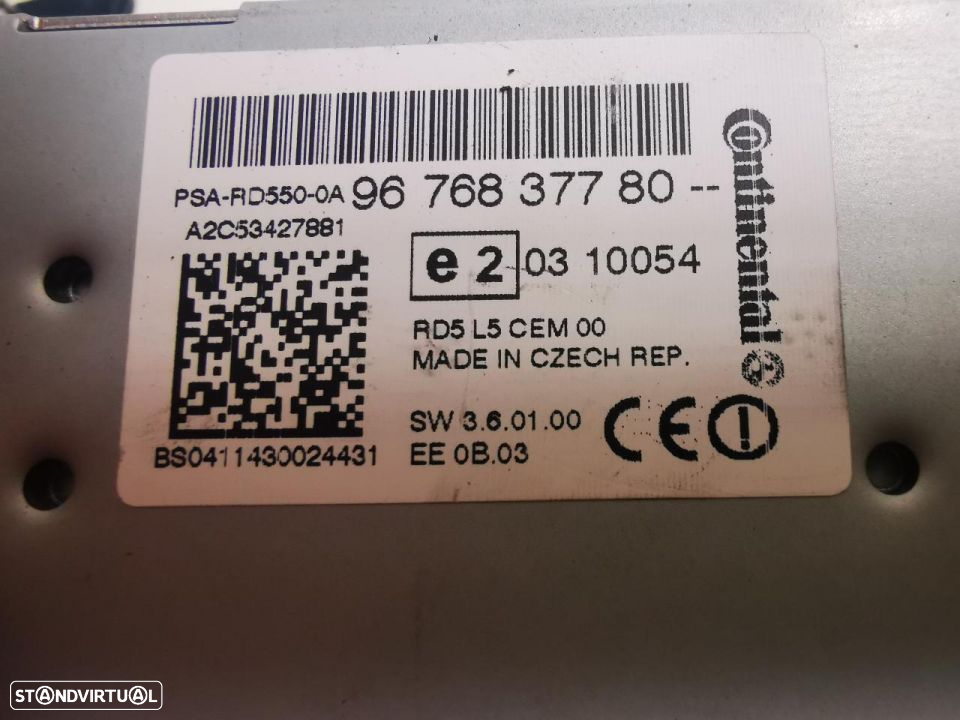 PSA-RD550-0A 96 768 377 80 --
A2C53427881
e 2 03 10054
RD5 L5 CEM 00
MADE IN CZECH REP.
SW 3.6.01.00
EE 0B.03
BS0411430024431
CE
Continental
STANDVIRTUAL